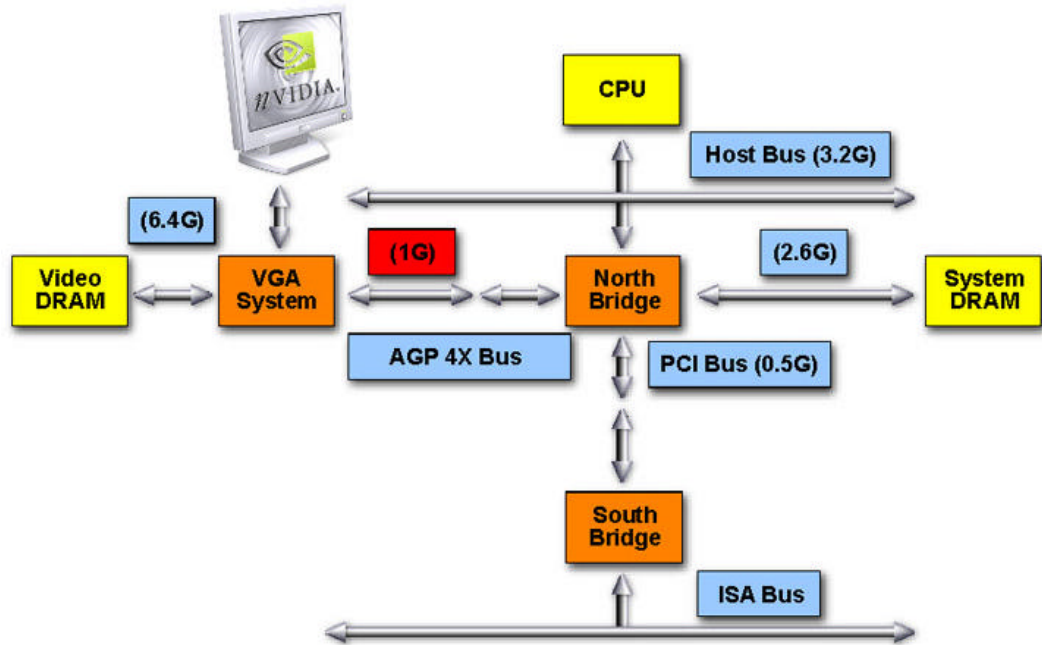 nVIDIA.
CPU
Host Bus (3.2G)
(6.4G)
(1G)
(2.6G)
Video
DRAM
VGA
System
North
Bridge
System
DRAM
AGP 4X Bus
PCI Bus (0.5G)
South
Bridge
ISA Bus